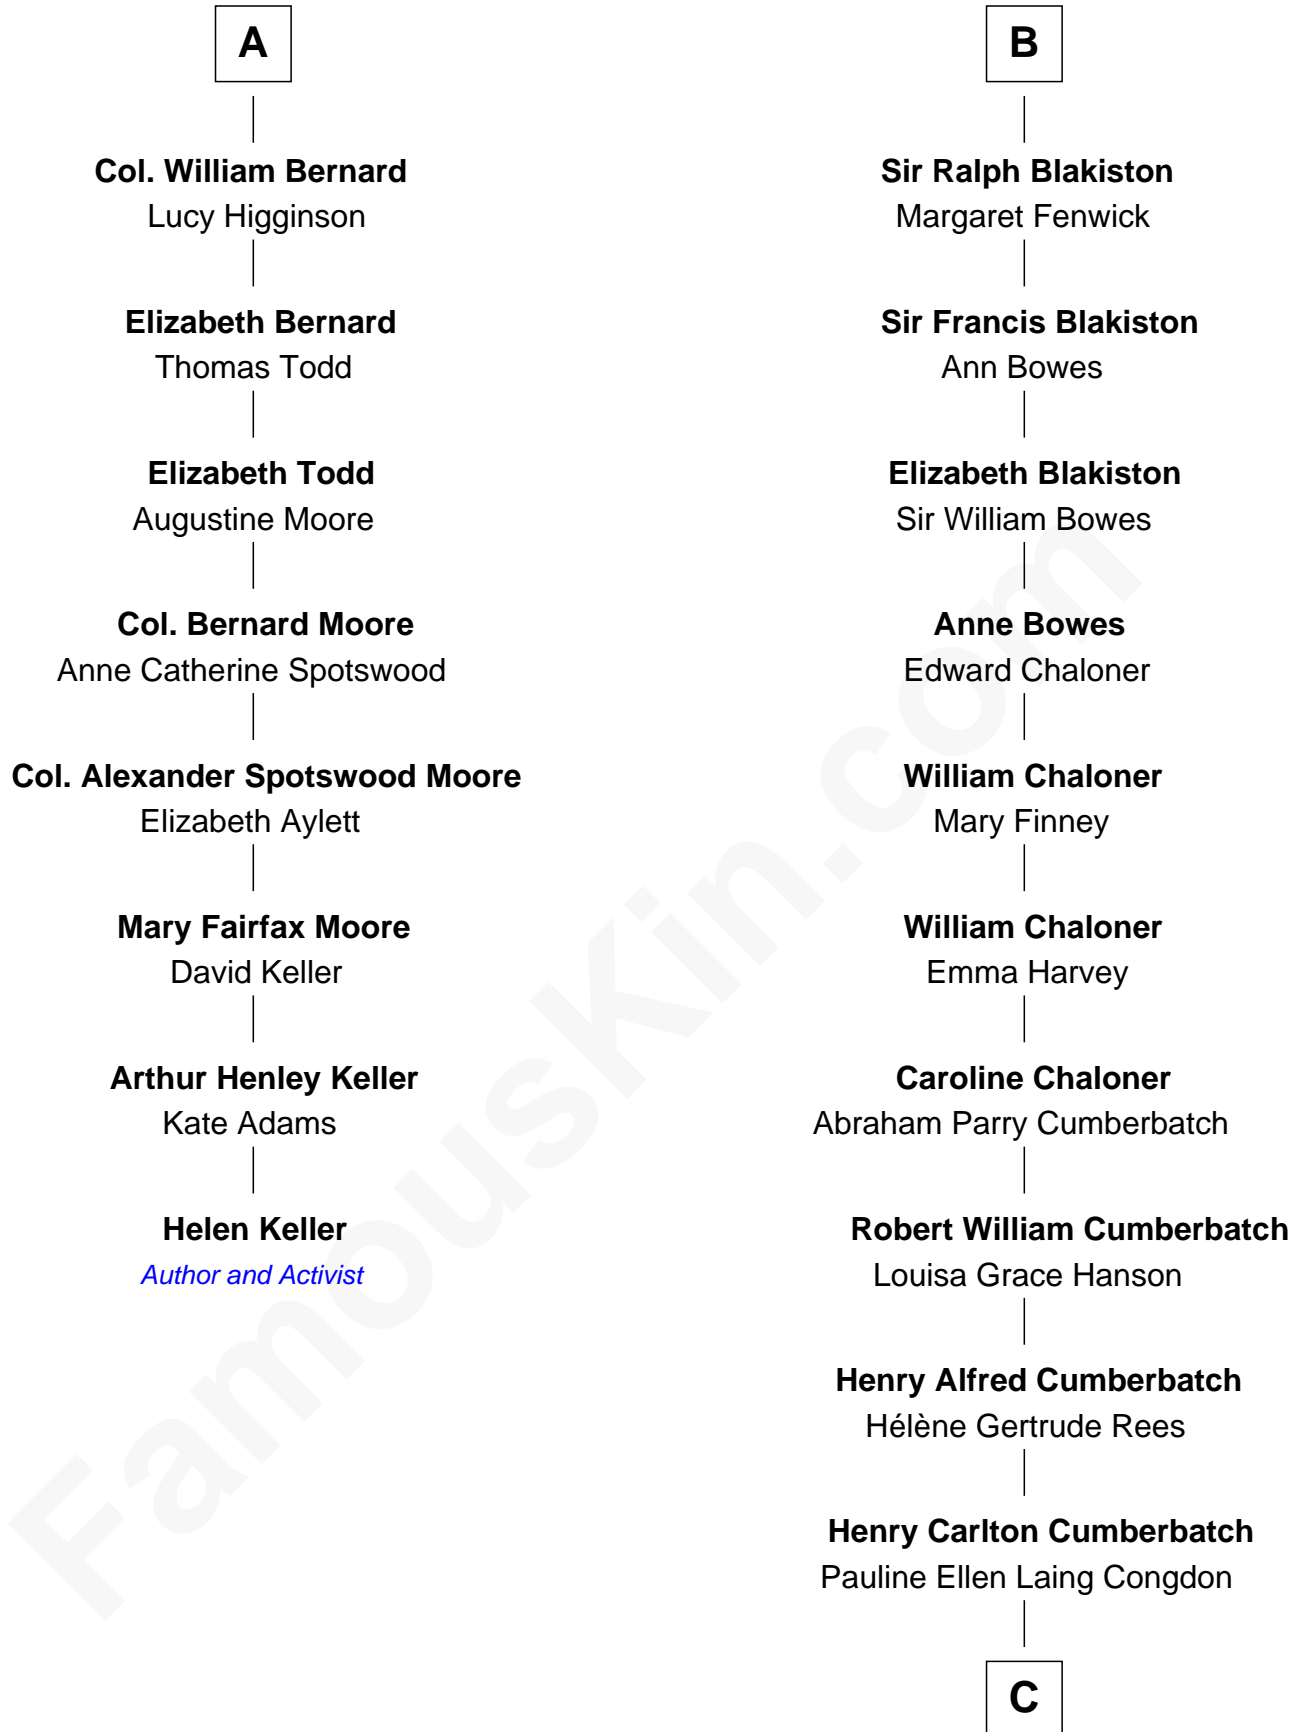 A
Col. William Bernard
Lucy Higginson
Elizabeth Bernard
Thomas Todd
Elizabeth Todd
Augustine Moore
Col. Bernard Moore
Anne Catherine Spotswood
Col. Alexander Spotswood Moore
Elizabeth Aylett
Mary Fairfax Moore
David Keller
Arthur Henley Keller
Kate Adams
Helen Keller
Author and Activist
B
Sir Ralph Blakiston
Margaret Fenwick
Sir Francis Blakiston
Ann Bowes
Elizabeth Blakiston
Sir William Bowes
Anne Bowes
Edward Chaloner
William Chaloner
Mary Finney
William Chaloner
Emma Harvey
Caroline Chaloner
Abraham Parry Cumberbatch
Robert William Cumberbatch
Louisa Grace Hanson
Henry Alfred Cumberbatch
Hélène Gertrude Rees
Henry Carlton Cumberbatch
Pauline Ellen Laing Congdon
C
FamousKin.com